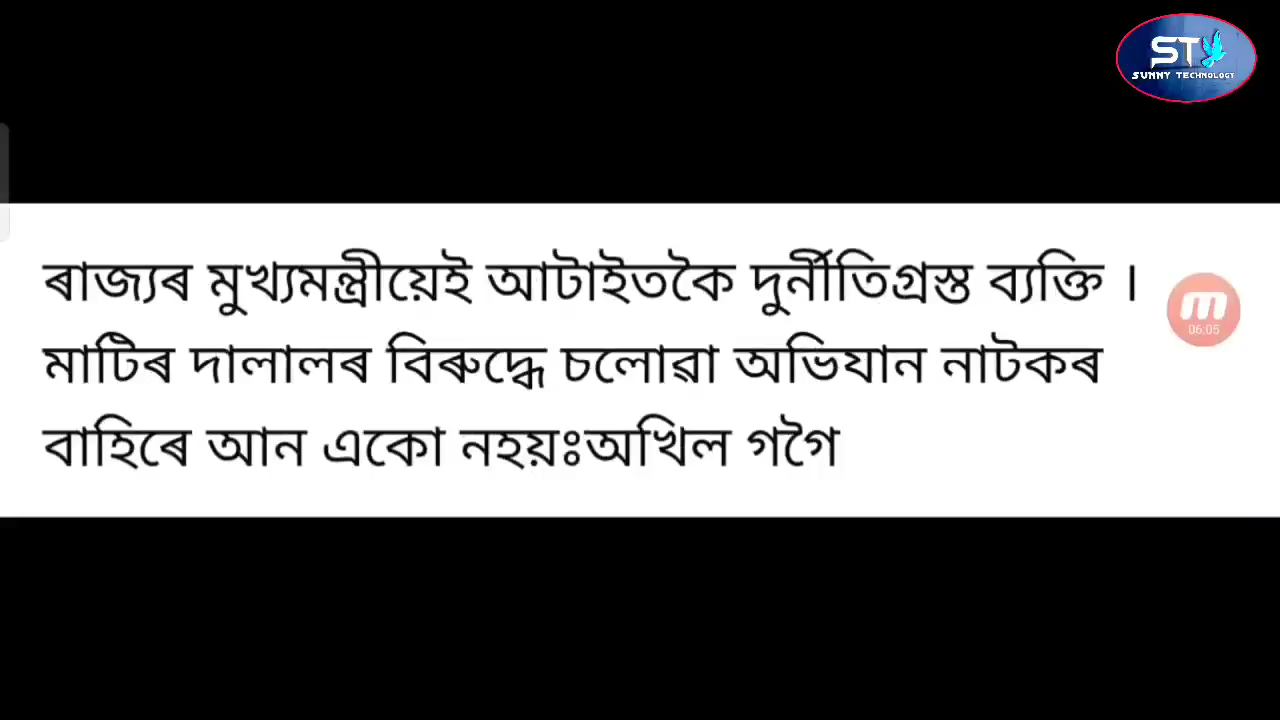 ST
SUNNY TECHNOLOGY
ৰাজ্যৰ মুখ্যমন্ত্ৰীয়েই আটাইতকৈ দুৰ্নীতিগ্ৰস্ত ব্যক্তি ।
মাটিৰ দালালৰ বিৰুদ্ধে চলোৱা অভিযান নাটকৰ
বাহিৰে আন একো নহয়ঃঅখিল গগৈ
06:05